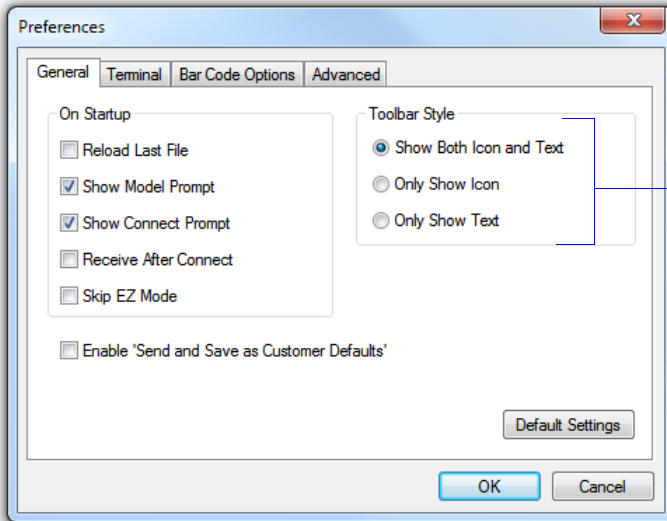 Preferences
General Terminal Bar Code Options Advanced
On Startup
Reload Last File
Show Model Prompt
Show Connect Prompt
Receive After Connect
Skip EZ Mode
Toolbar Style
Show Both Icon and Text
Only Show Icon
Only Show Text
Enable 'Send and Save as Customer Defaults'
Default Settings
OK Cancel